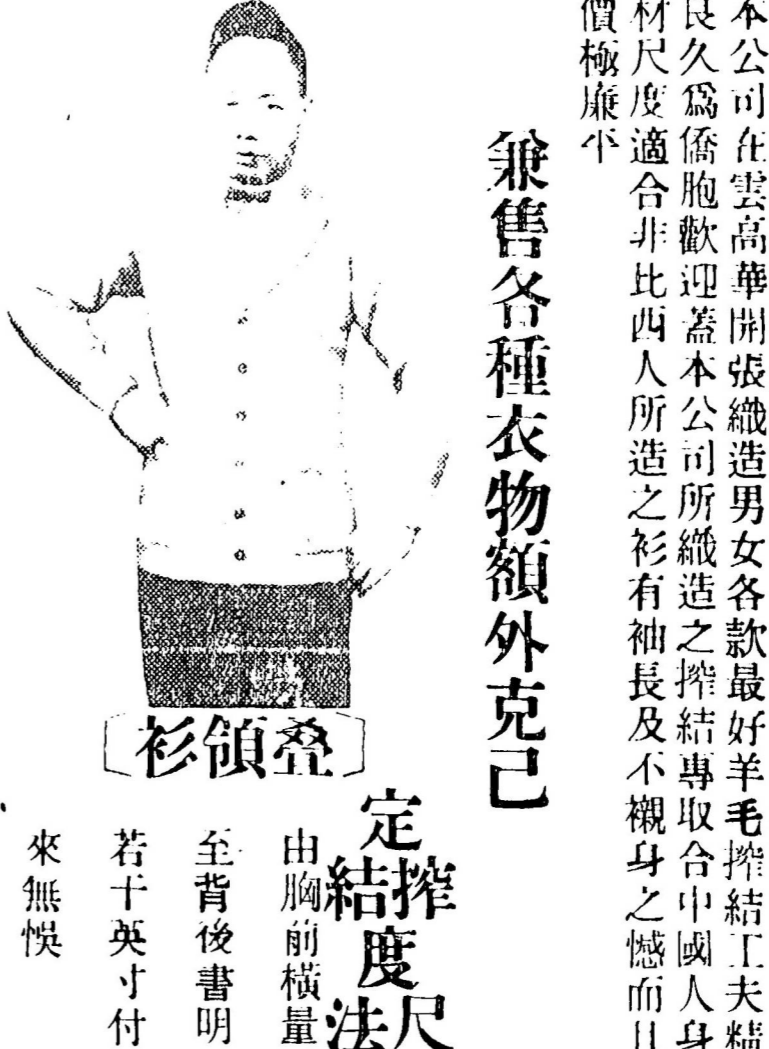 本公司在雲高華開張織造男女各款最好羊毛搾結工夫精
良久爲僑胞歡迎蓋本公司所織造之搾結專取合中國人身
材尺度適合非比西人所造之衫有袖長及不襯身之憾而且
價極廉平
兼售各種衣物額外克己
〔衫領叠〕
定搾結度尺法
由胸前橫量
至背後書明
若干英寸付
來無悞